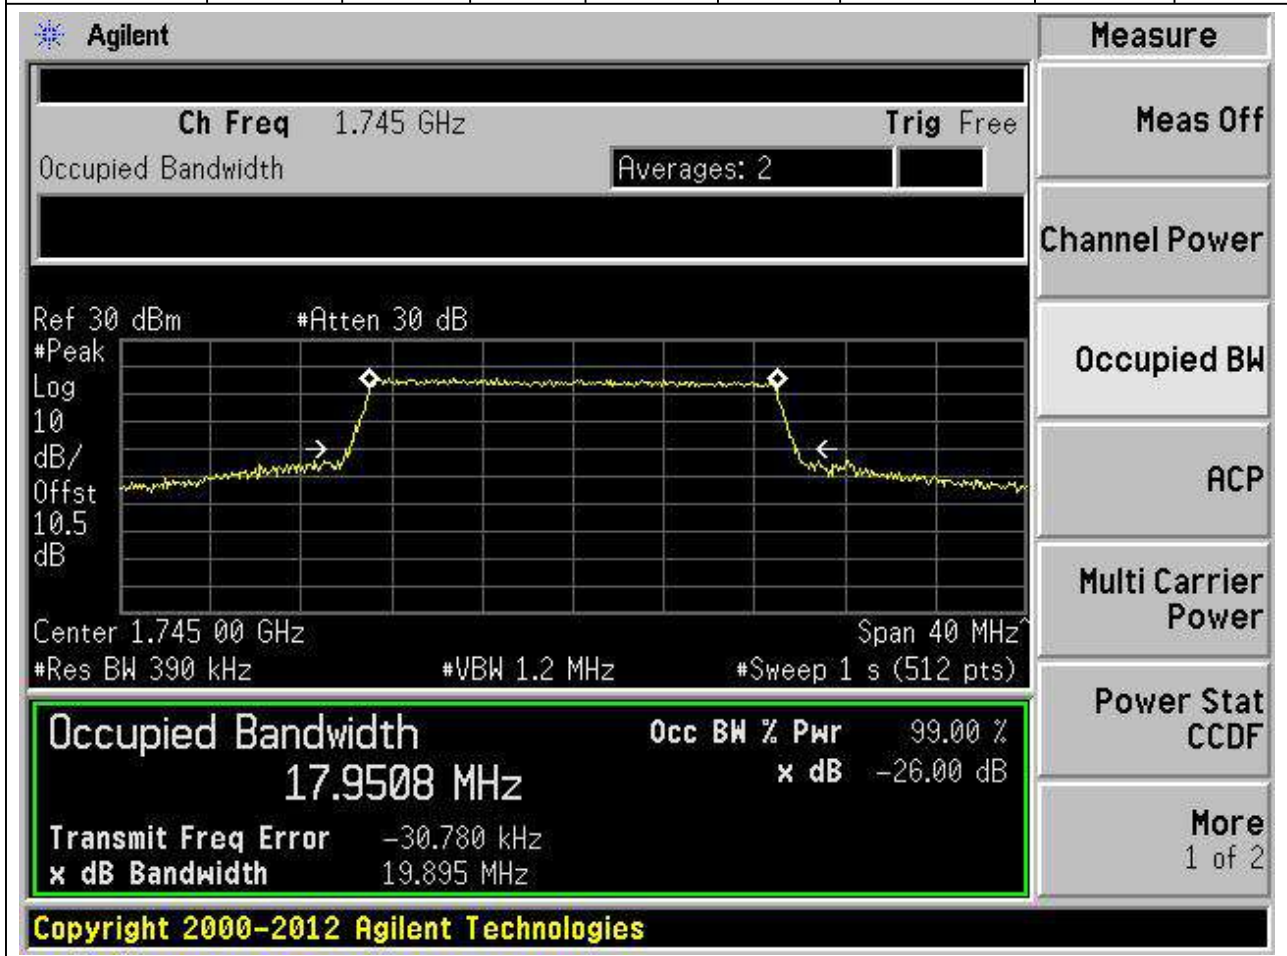 Agilent
Measure
Ch Freq 1.745 GHz Trig Free
Occupied Bandwidth Averages: 2
Meas Off
Channel Power
Occupied BW
ACP
Multi Carrier
Power
Power Stat
CCDF
More
1 of 2
Ref 30 dBm #Atten 30 dB
#Peak
Log
10
dB/
Offst
10.5
dB
Center 1.745 00 GHz Span 40 MHz^
#Res BW 390 kHz #VBW 1.2 MHz #Sweep 1 s (512 pts)
Occupied Bandwidth Occ BW % Pwr 99.00 %
17.9508 MHz x dB -26.00 dB
Transmit Freq Error -30.780 kHz
x dB Bandwidth 19.895 MHz
Copyright 2000-2012 Agilent Technologies